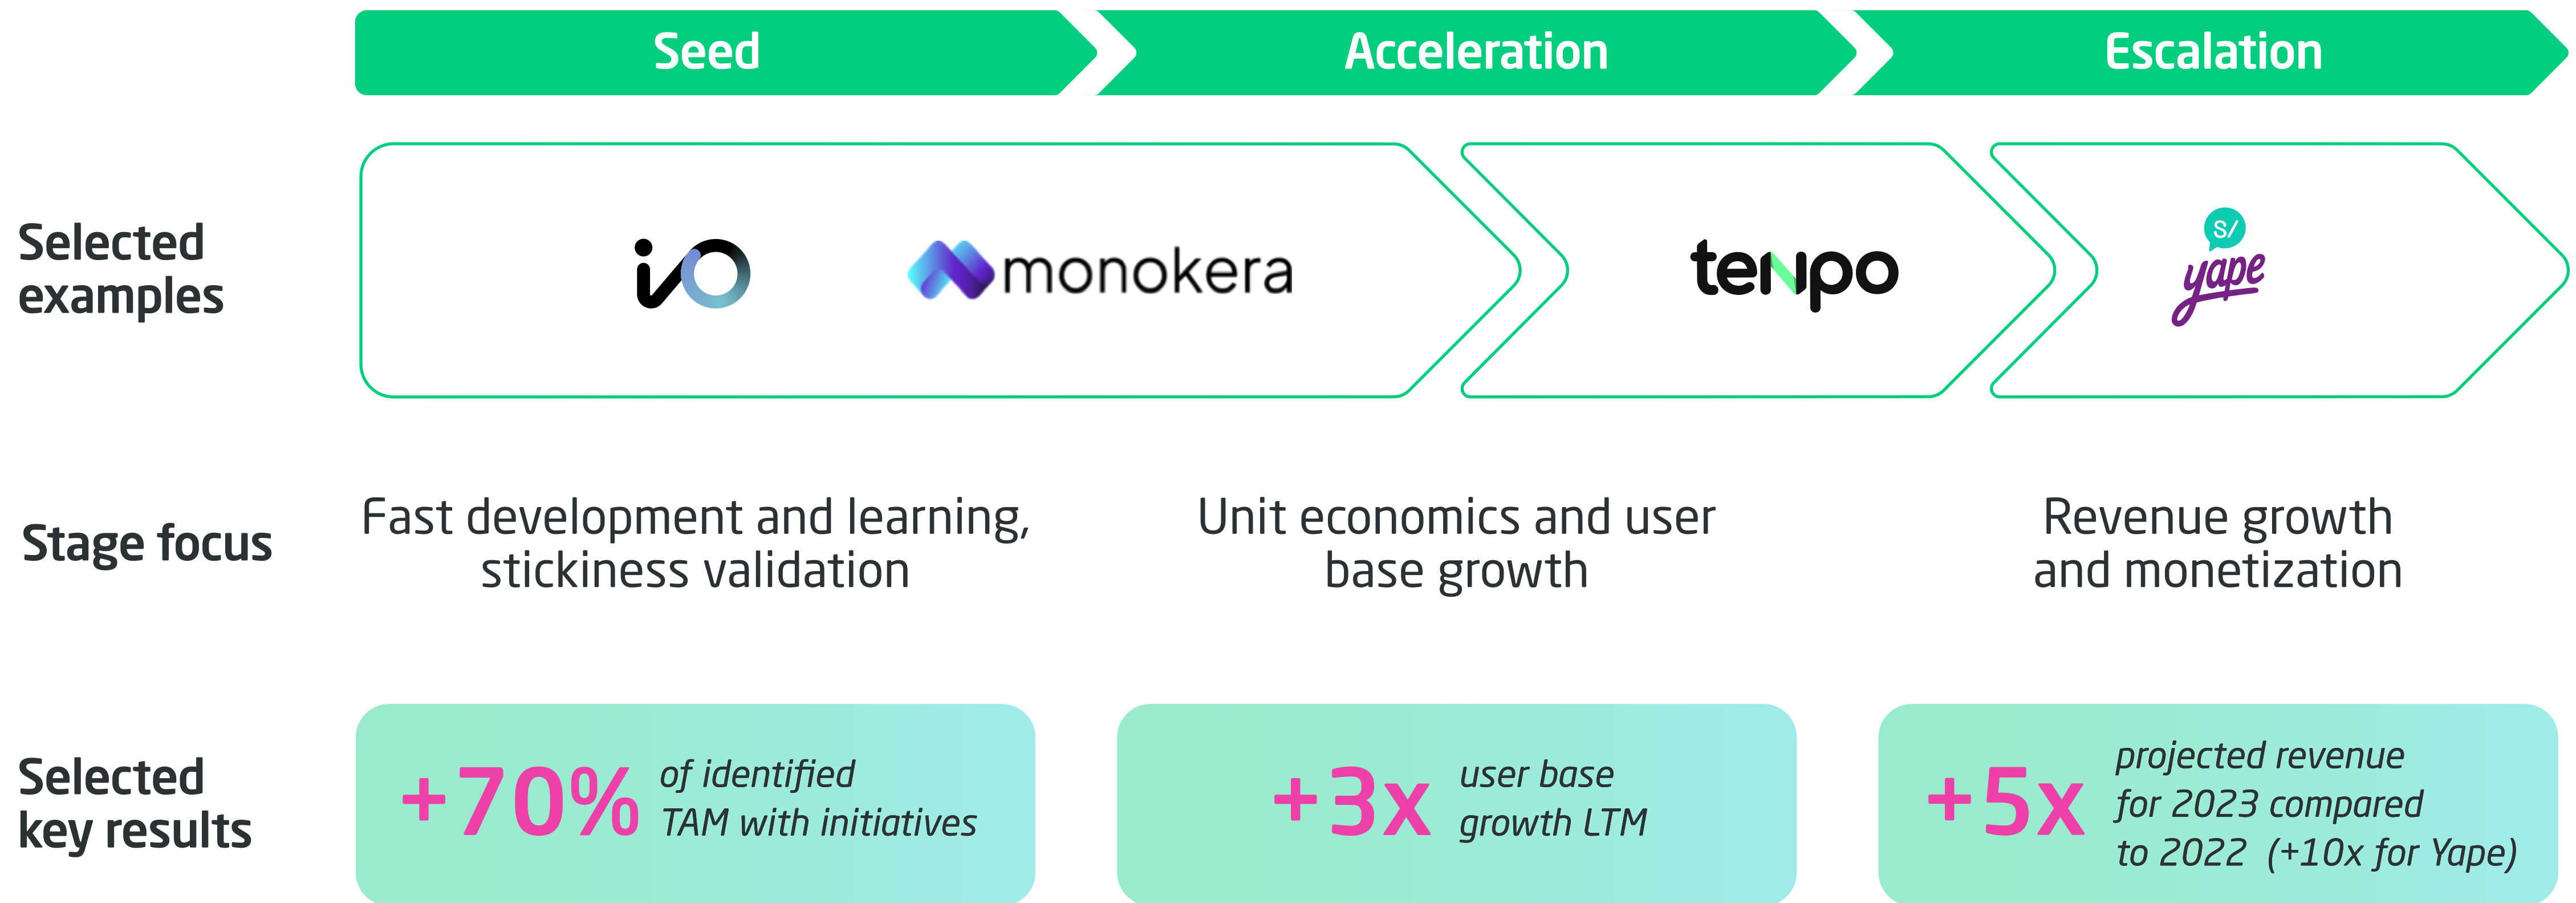 Seed
Acceleration
Escalation
Selected
examples
iO
monokera
tenpo
S/
yape
Stage focus
Fast development and learning,
stickiness validation
Unit economics and user
base growth
Revenue growth
and monetization
Selected
key results
+70%
of identified
TAM with initiatives
+3x
user base
growth LTM
+5x
projected revenue
for 2023 compared
to 2022 (+10x for Yape)